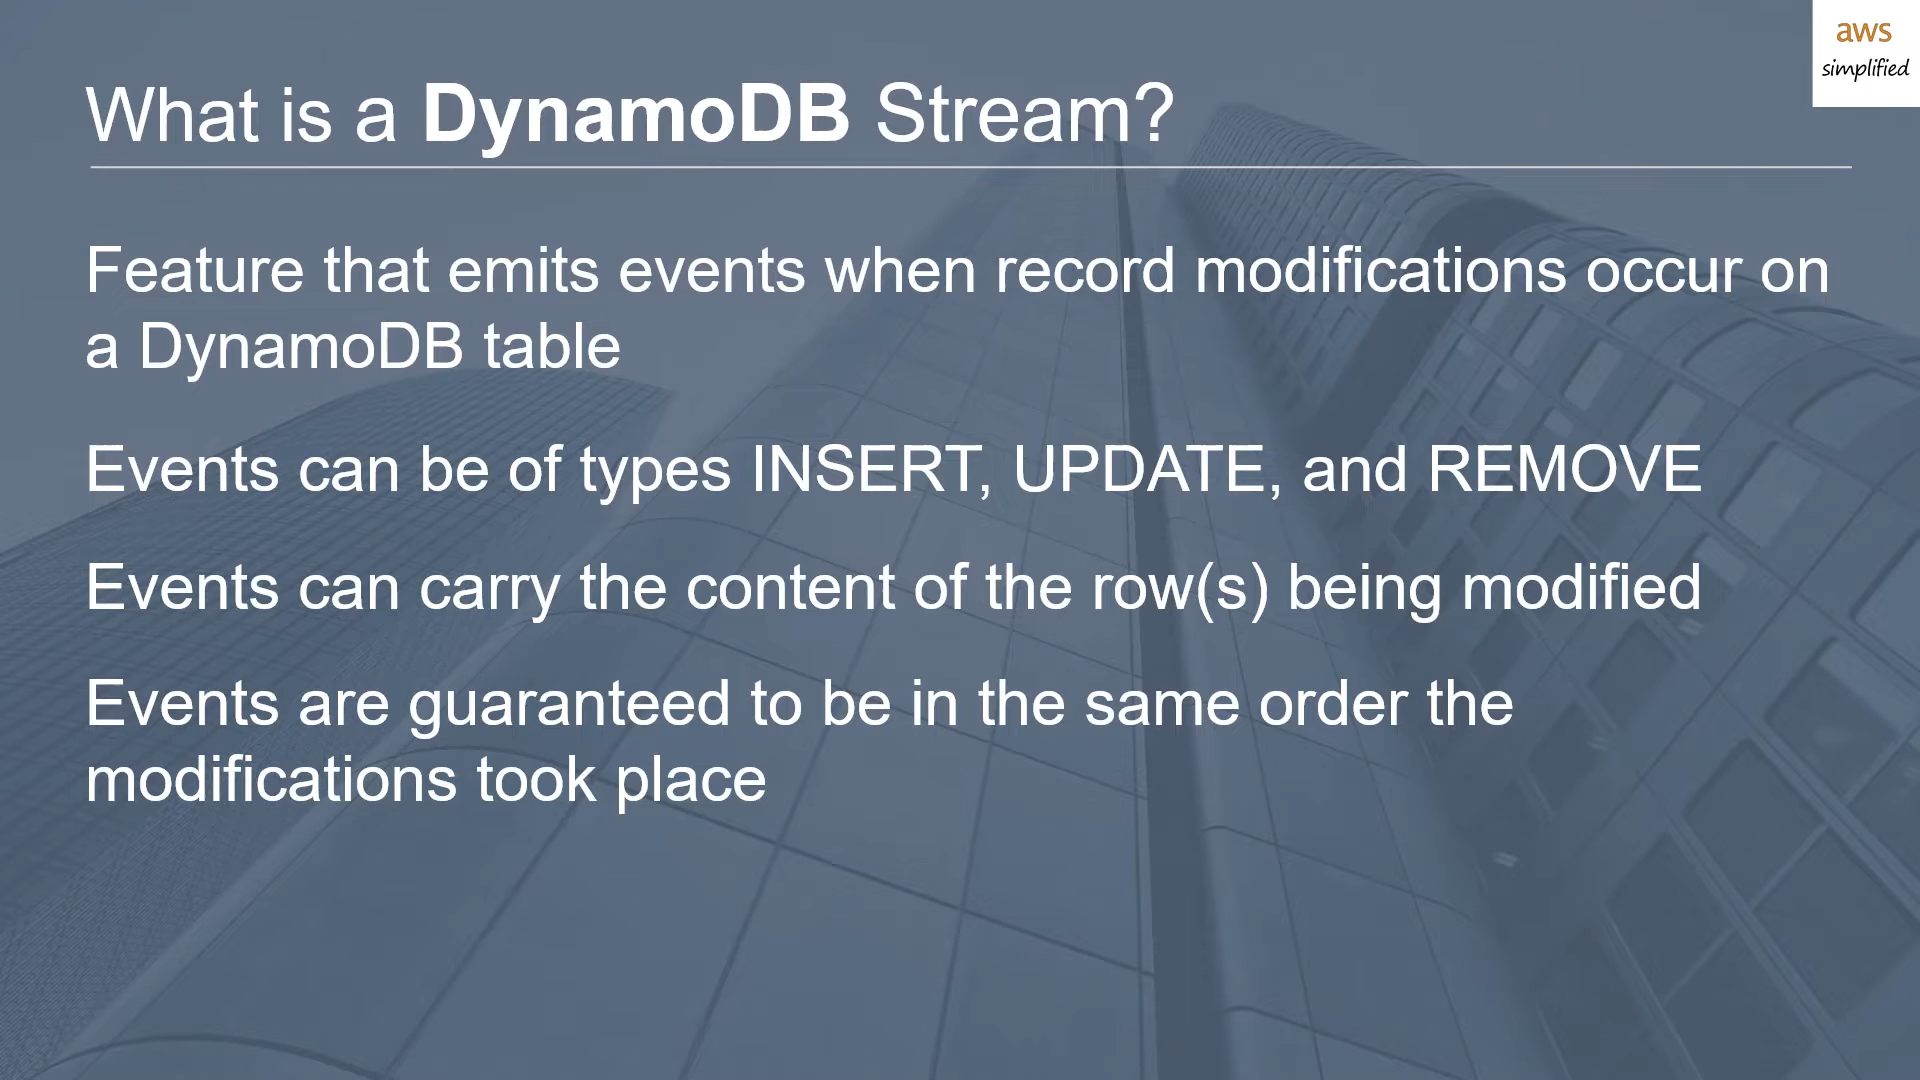 aws
simplified
What is a DynamoDB Stream?
Feature that emits events when record modifications occur on
a DynamoDB table
Events can be of types INSERT, UPDATE, and REMOVE
Events can carry the content of the row(s) being modified
Events are guaranteed to be in the same order the
modifications took place